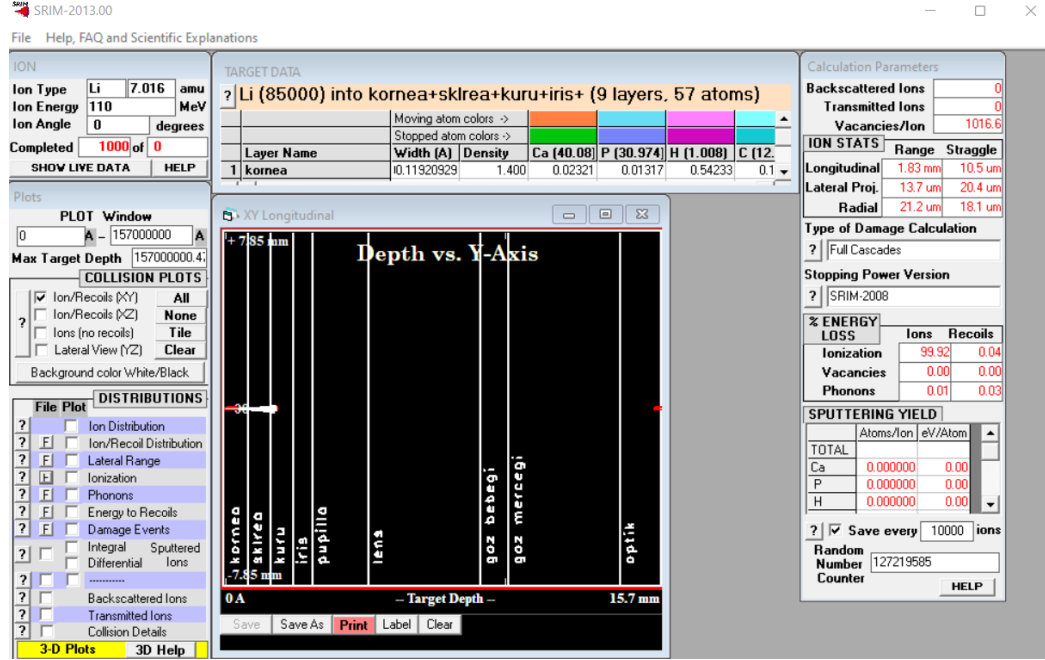 SRIM-2013.00
File Help, FAQ and Scientific Explanations
ION
Ion Type Li 7.016 amu
Ion Energy 110 MeV
Ion Angle 0 degrees
Completed 1000 of 0
SHOW LIVE DATA HELP
Plots
PLOT Window
0 A – 157000000 A
Max Target Depth 157000000.4
COLLISION PLOTS
Ion/Recoils (XY) All
Ion/Recoils (XZ) None
? Ions (no recoils) Tile
Lateral View (YZ) Clear
Background color White/Black
DISTRIBUTIONS
File Plot
? Ion Distribution
? F Ion/Recoil Distribution
? F Lateral Range
? F Ionization
? F Phonons
? F Energy to Recoils
? F Damage Events
? Integral Sputtered
Differential Ions
? -----------
? Backscattered Ions
? Transmitted Ions
? Collision Details
3-D Plots 3D Help
TARGET DATA
? Li (85000) into kornea+sklrea+kuru+iris+ (9 layers, 57 atoms)
Moving atom colors ->
Stopped atom colors ->
Layer Name Width (A) Density Ca (40.08) P (30.974) H (1.008) C (12.
1 kornea 0.11920929 1.400 0.02321 0.01317 0.54233 0.1
XY Longitudinal
+ 7.85 mm
Depth vs. Y-Axis
kornea
sklrea
kuru
iris
pupilla
lens
goz bebegi
goz mercegi
optik
-7.85 mm
0 A -- Target Depth -- 15.7 mm
Save Save As Print Label Clear
Calculation Parameters
Backscattered Ions 0
Transmitted Ions 0
Vacancies/Ion 1016.6
ION STATS Range Straggle
Longitudinal 1.83 mm 10.5 um
Lateral Proj. 13.7 um 20.4 um
Radial 21.2 um 18.1 um
Type of Damage Calculation
? Full Cascades
Stopping Power Version
? SRIM-2008
% ENERGY LOSS Ions Recoils
Ionization 99.92 0.04
Vacancies 0.00 0.00
Phonons 0.01 0.03
SPUTTERING YIELD
Atoms/Ion eV/Atom
TOTAL
Ca 0.000000 0.00
P 0.000000 0.00
H 0.000000 0.00
? Save every 10000 ions
Random
Number 127219585
Counter
HELP